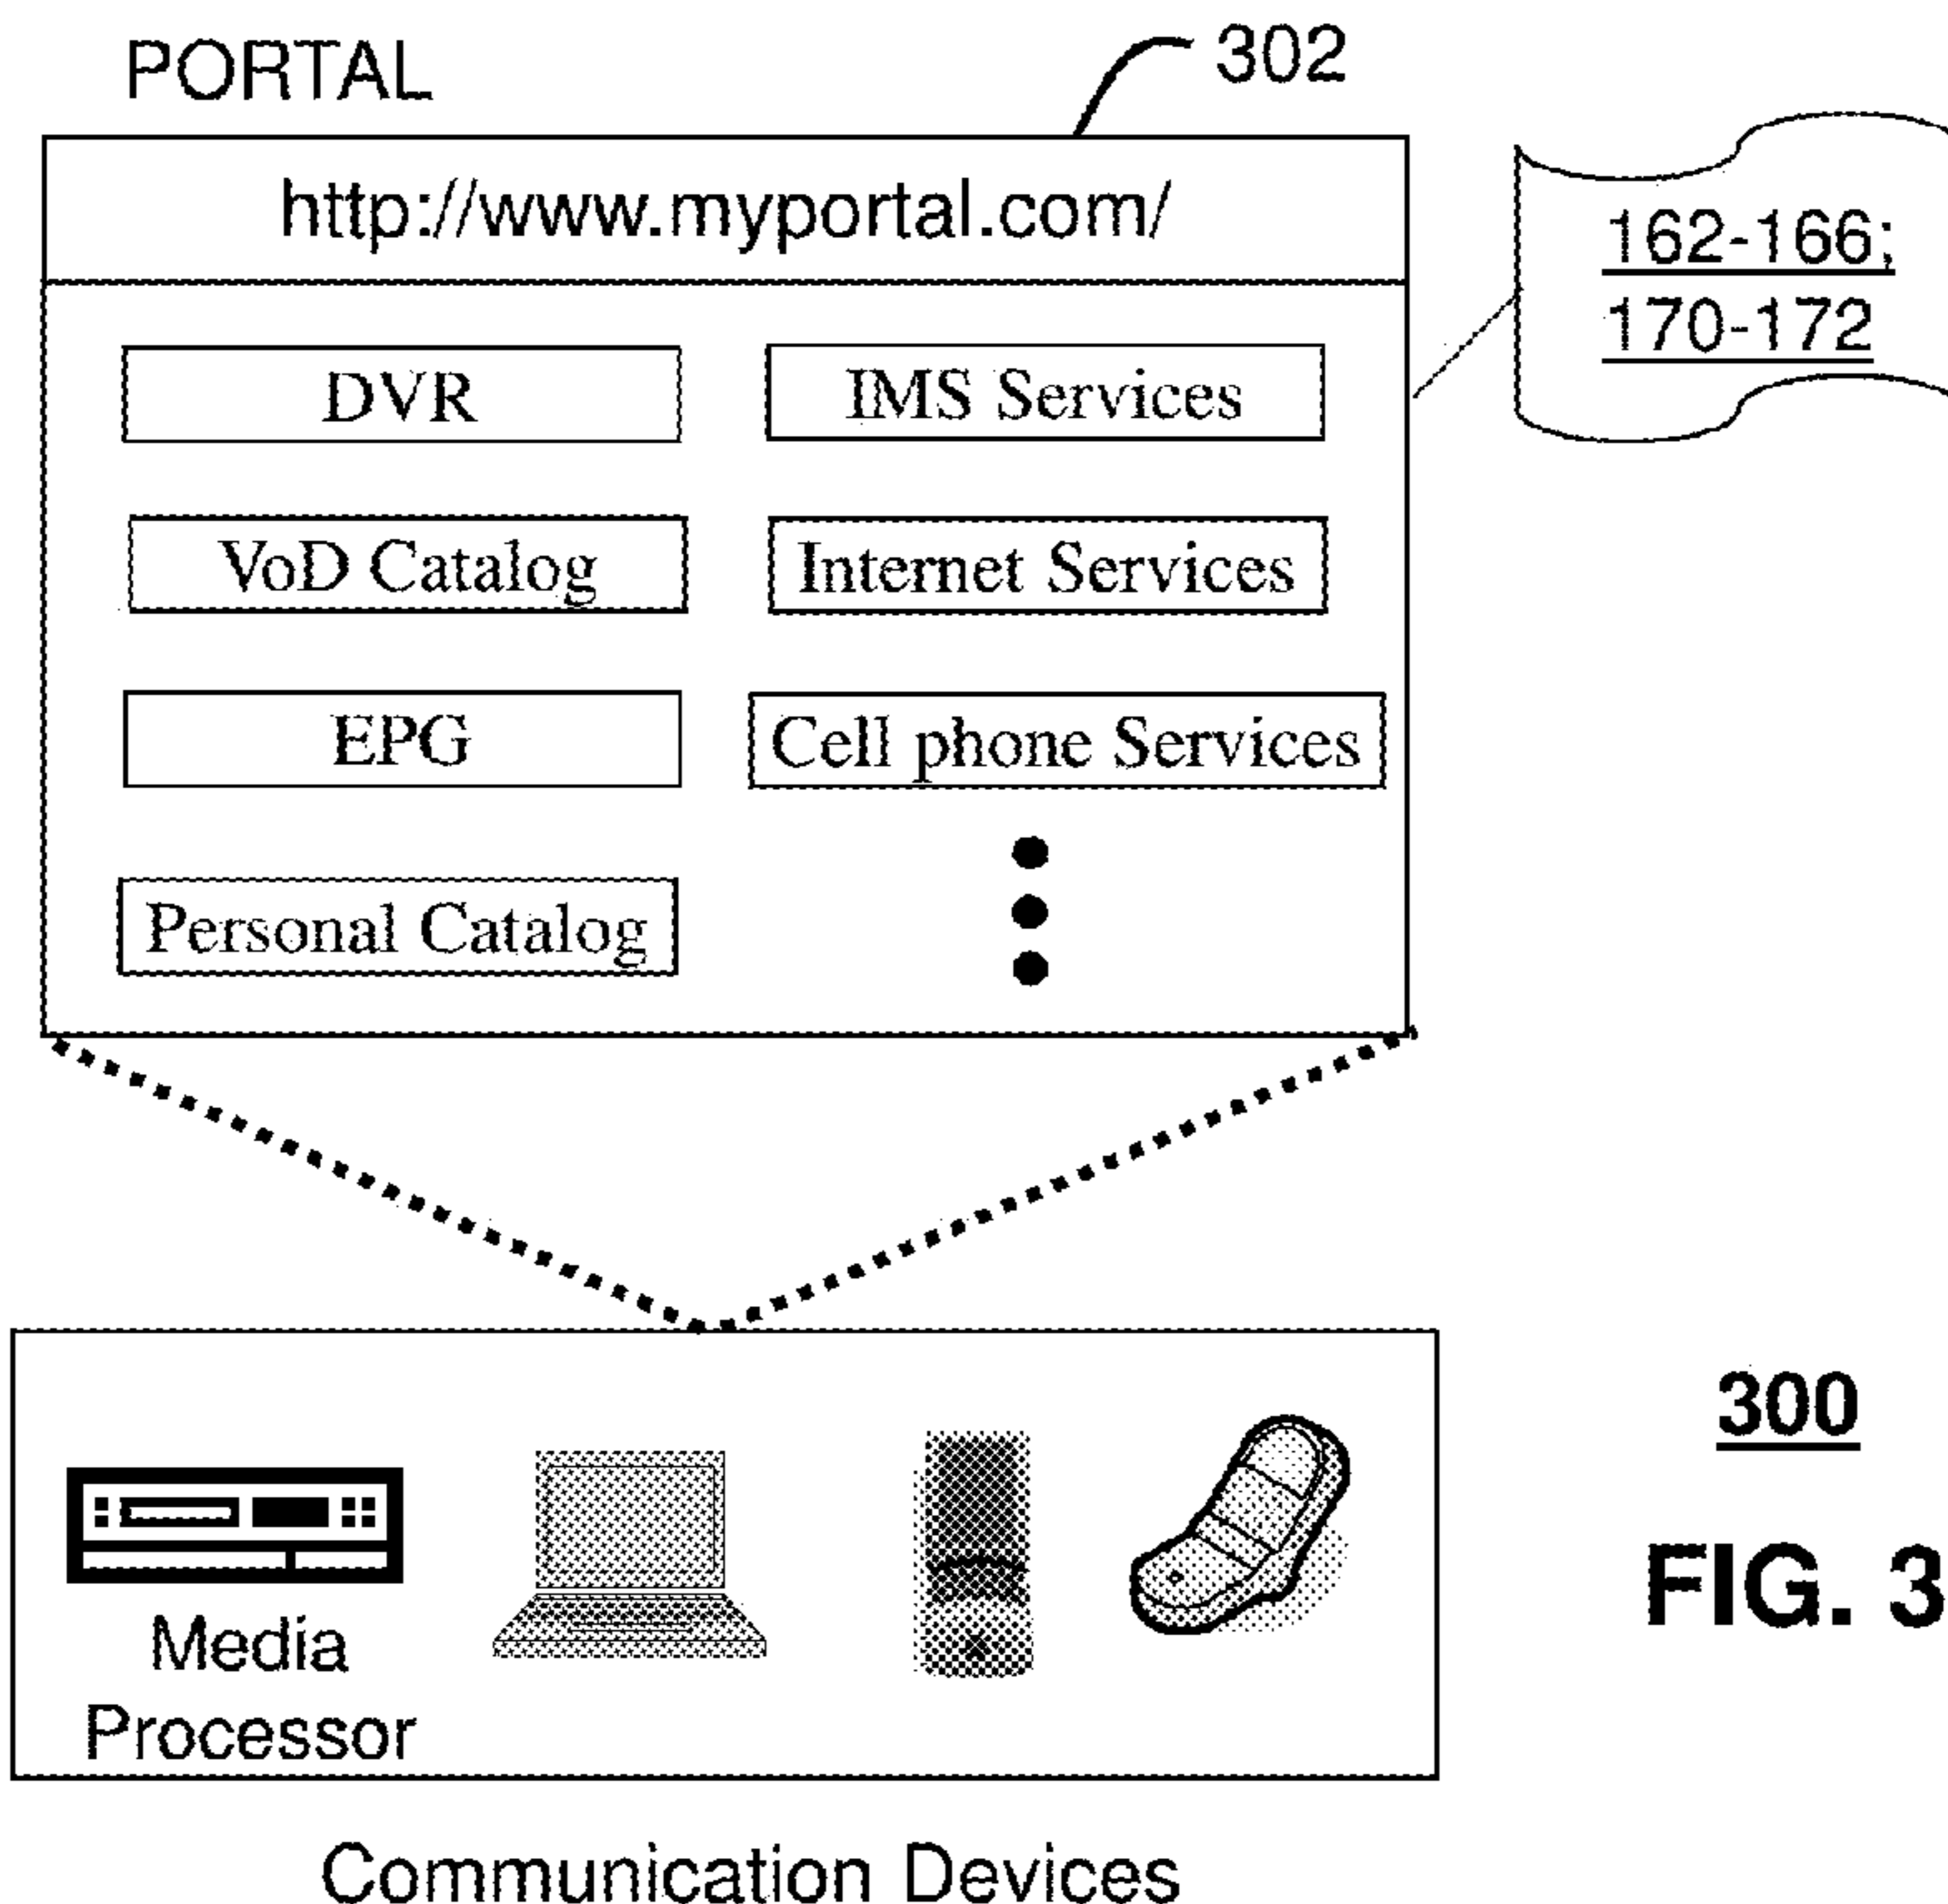 PORTAL
302
http://www.myportal.com/
162-166;
170-172
DVR
IMS Services
VoD Catalog
Internet Services
EPG
Cell phone Services
Personal Catalog
Media
Processor
300
FIG. 3
Communication Devices